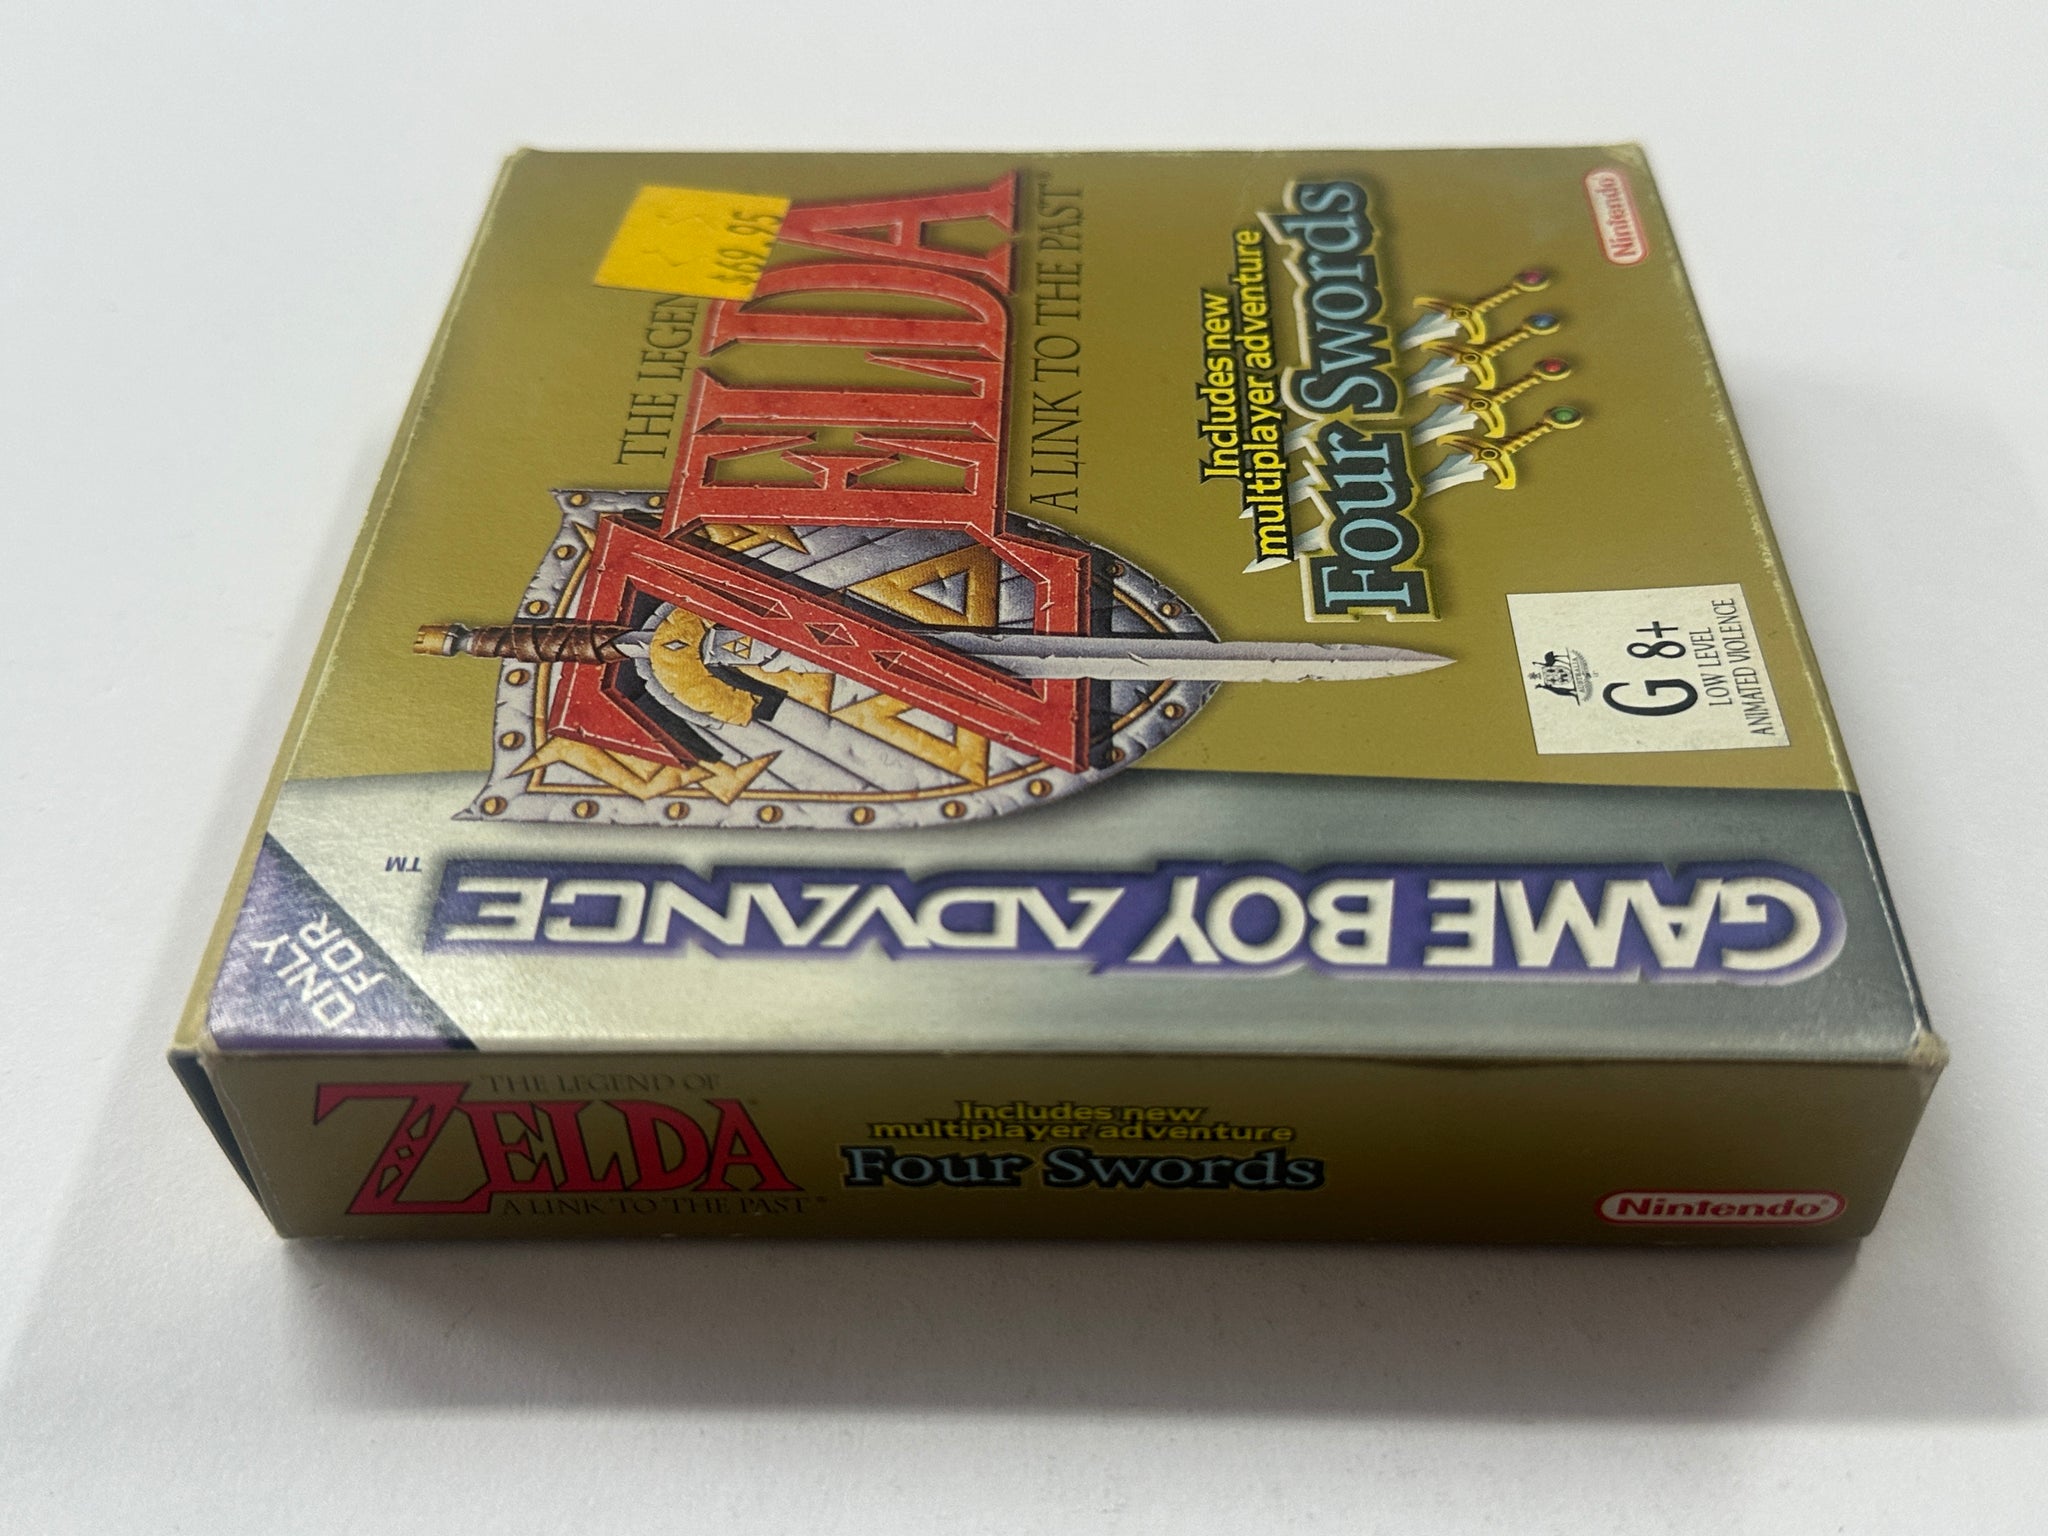 $69.95
THE LEGEN
ZELDA
A LINK TO THE PAST®
Includes new
multiplayer adventure
Four Swords
Nintendo
AUSTRALIA
G 8+
LOW LEVEL
ANIMATED VIOLENCE
ONLY
FOR
GAME BOY ADVANCE
TM
THE LEGEND OF
ZELDA
A LINK TO THE PAST®
Includes new
multiplayer adventure
Four Swords
Nintendo®